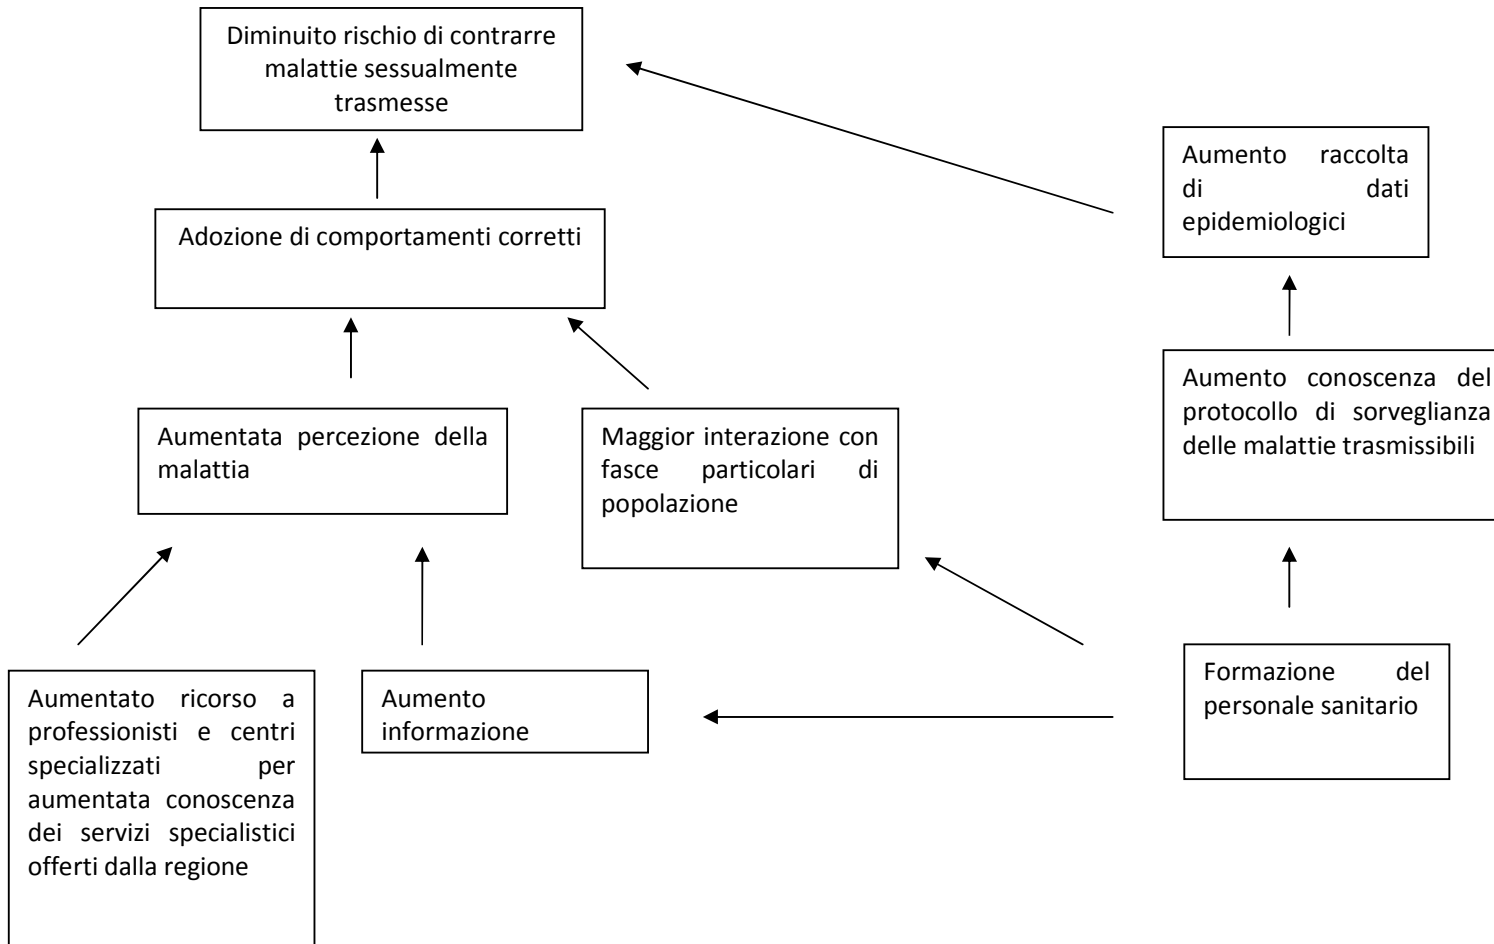 Diminuito rischio di contrarre
malattie sessualmente
trasmesse
Aumento raccolta
di dati
epidemiologici
Adozione di comportamenti corretti
Aumento conoscenza del
protocollo di sorveglianza
delle malattie trasmissibili
Aumentata percezione della
malattia
Maggior interazione con
fasce particolari di
popolazione
Formazione del
personale sanitario
Aumentato ricorso a
professionisti e centri
specializzati per
aumentata conoscenza
dei servizi specialistici
offerti dalla regione
Aumento
informazione